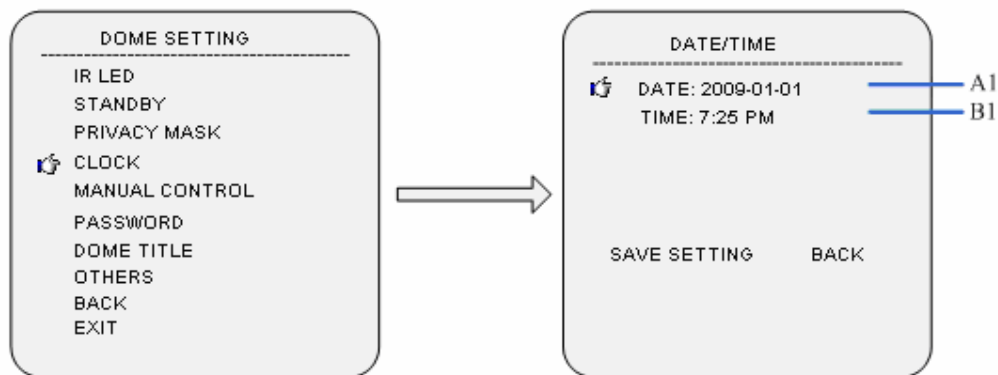 DOME SETTING
IR LED
STANDBY
PRIVACY MASK
CLOCK
MANUAL CONTROL
PASSWORD
DOME TITLE
OTHERS
BACK
EXIT
DATE/TIME
DATE: 2009-01-01
TIME: 7:25 PM
SAVE SETTING BACK
A1
B1